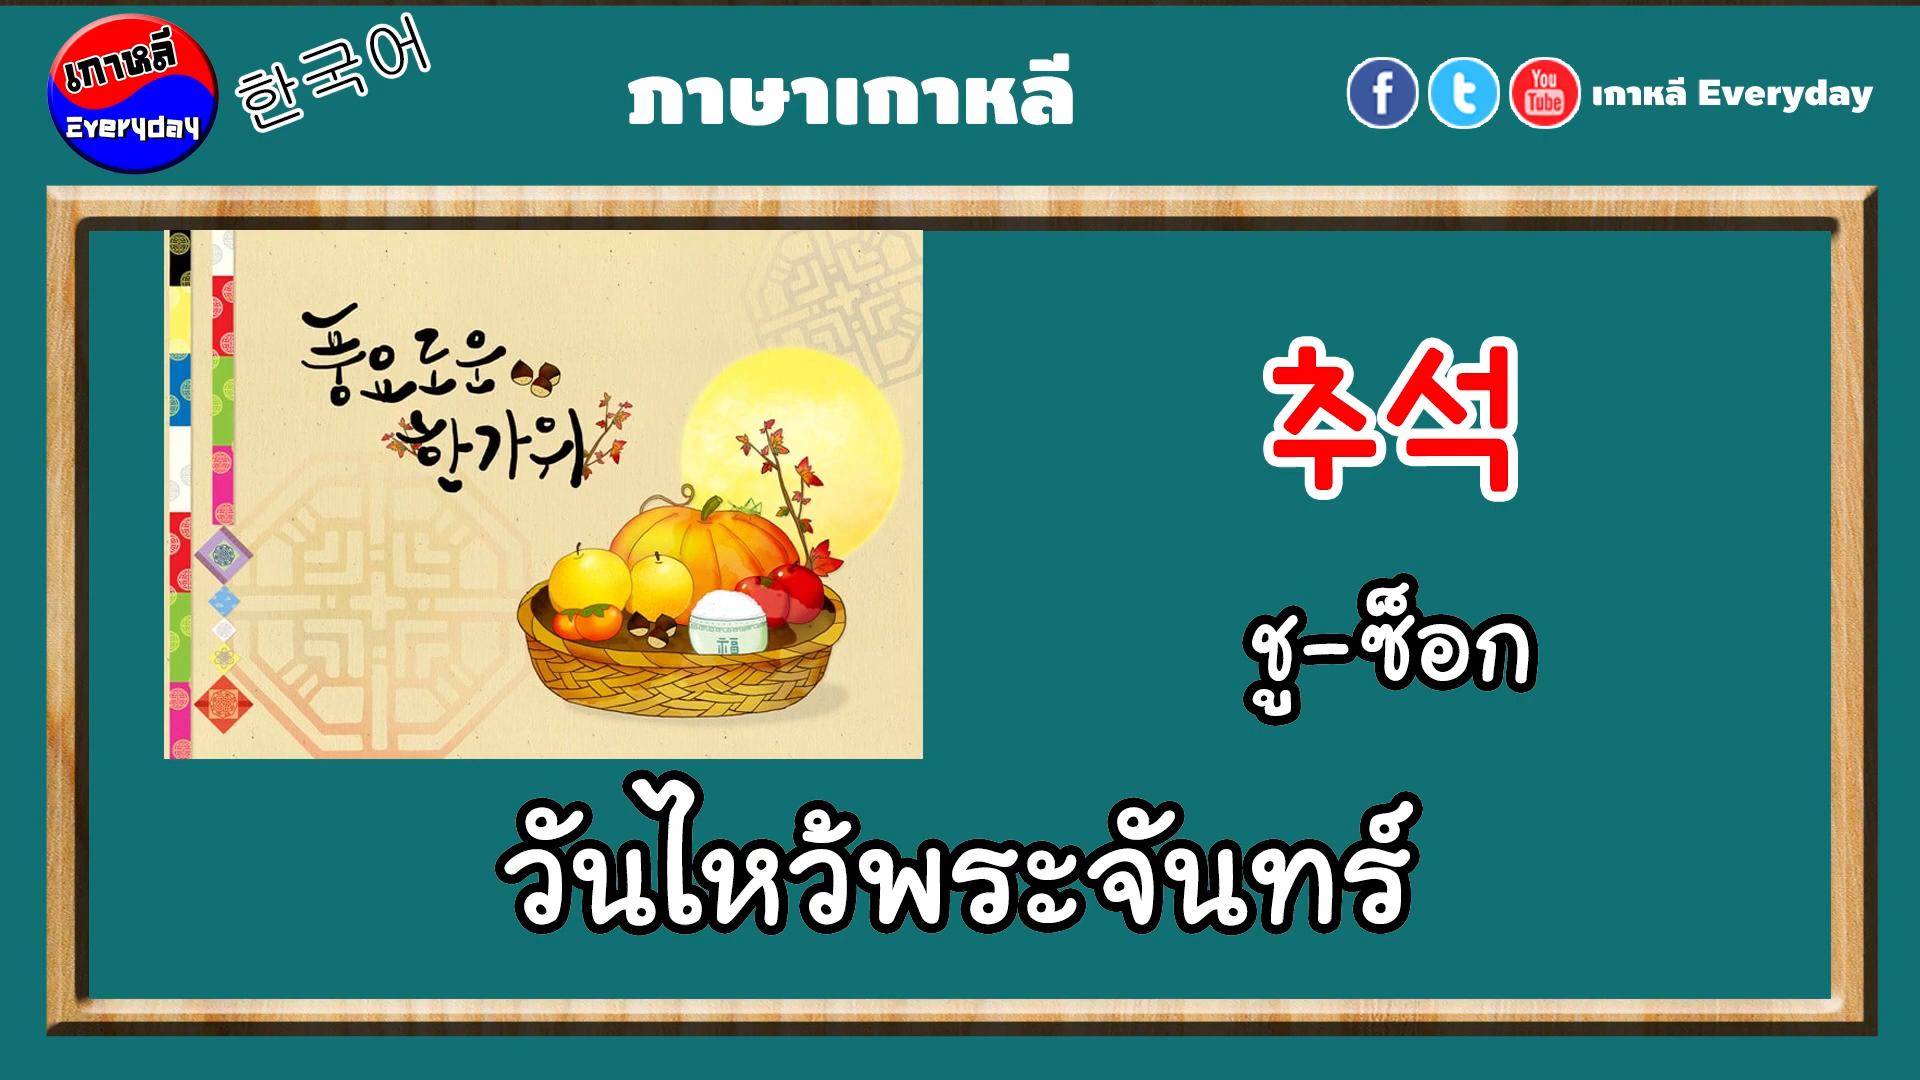 เกาหลี
Everyday
한국어
ภาษาเกาหลี
f t You Tube เกาหลี Everyday
풍요로운
한가위
福
추석
ชู-ซ็อก
วันไหว้พระจันทร์